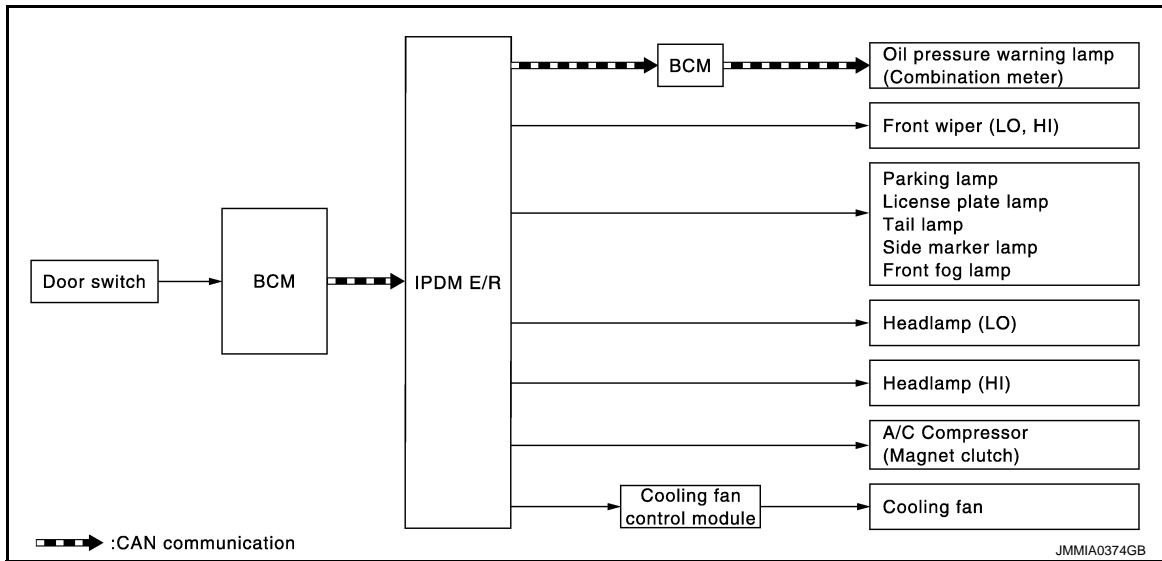 Door switch
BCM
IPDM E/R
BCM
Oil pressure warning lamp
(Combination meter)
Front wiper (LO, HI)
Parking lamp
License plate lamp
Tail lamp
Side marker lamp
Front fog lamp
Headlamp (LO)
Headlamp (HI)
A/C Compressor
(Magnet clutch)
Cooling fan
control module
Cooling fan
:CAN communication
JMMIA0374GB